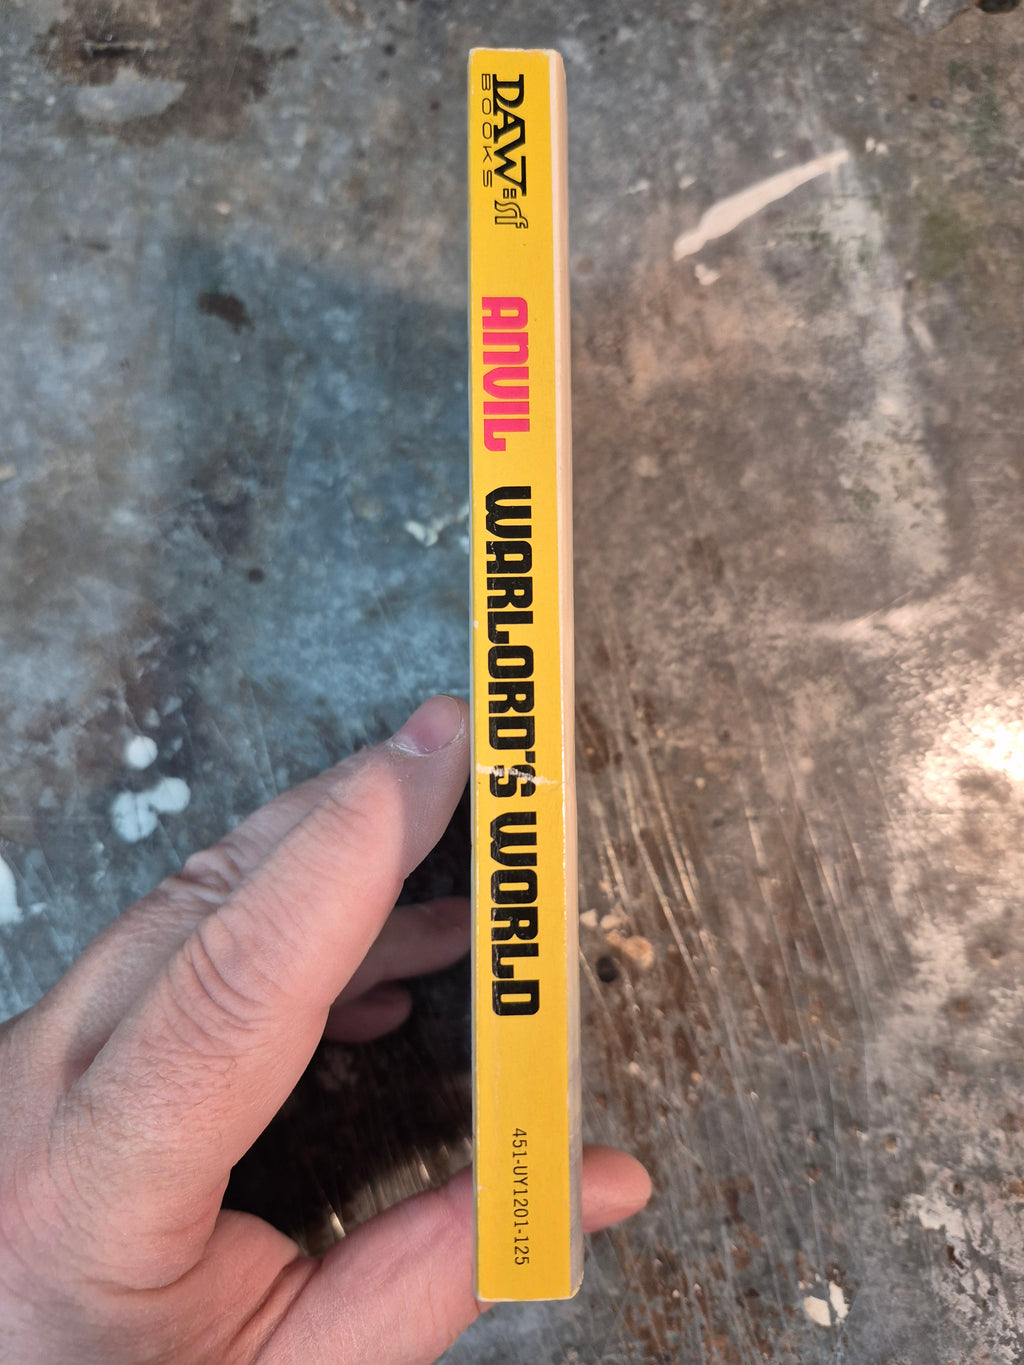 DAW:sf
BOOKS
ANVIL WARLORD'S WORLD
451-UY1201-125